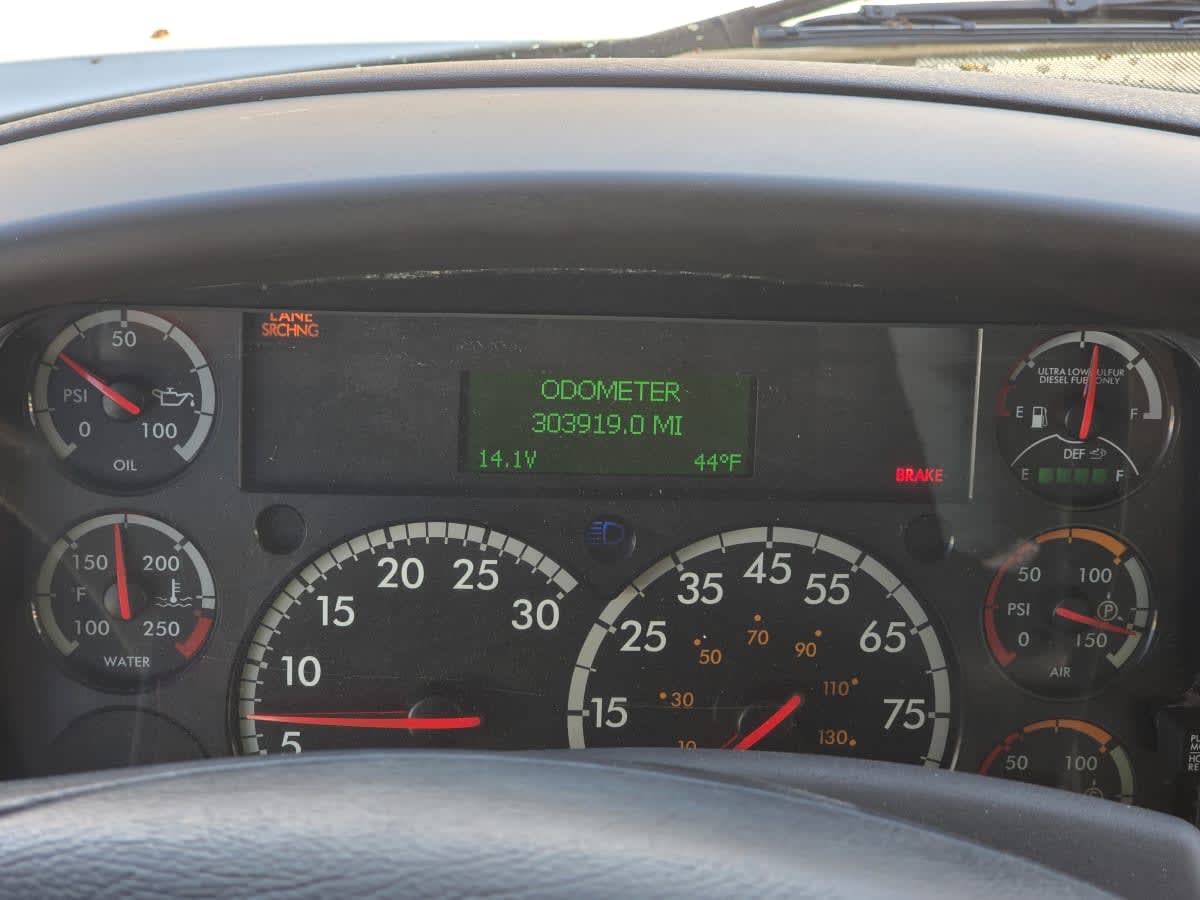 LANE
SRCHNG
ODOMETER
303919.0 MI
14.1V 44°F
BRAKE
50
PSI
0 100
OIL
150 200
F
100 250
WATER
5
10
15
20
25
30
15
25
35
45
55
65
75
10
30
50
70
90
110
130
ULTRA LOW SULFUR
DIESEL FUEL ONLY
E F
DEF
E F
50 100
PSI P
0 150
AIR
50 100